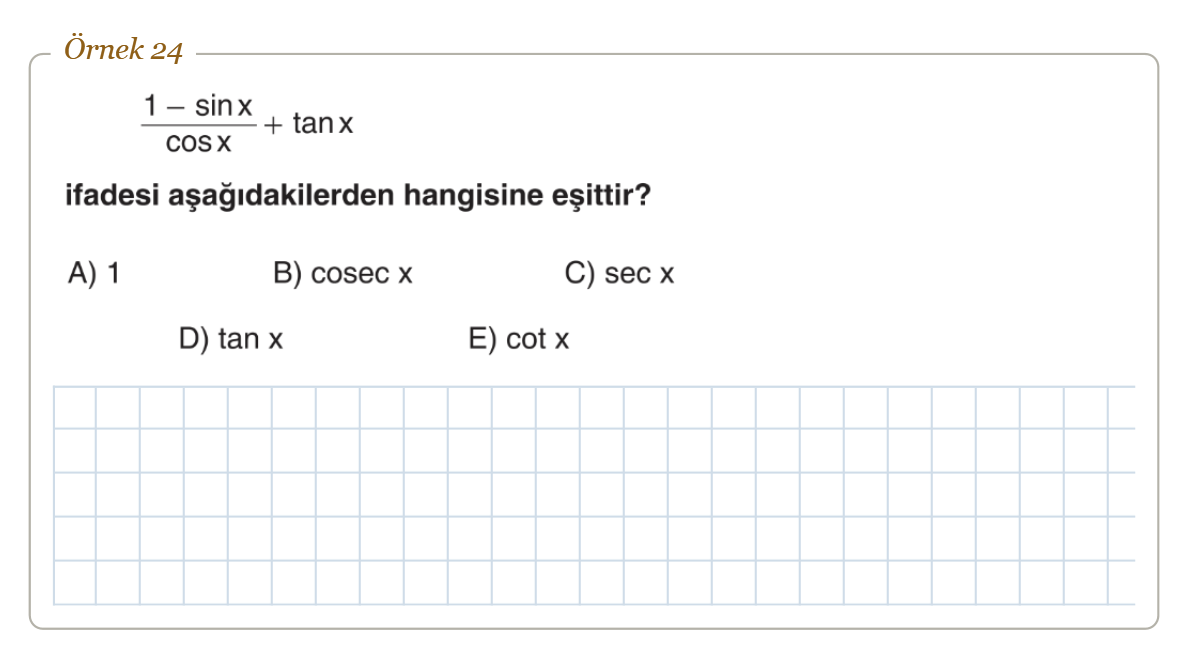 Örnek 24
1 − sin x
cos x
+ tan x
ifadesi aşağıdakilerden hangisine eşittir?
A) 1 B) cosec x C) sec x
D) tan x E) cot x